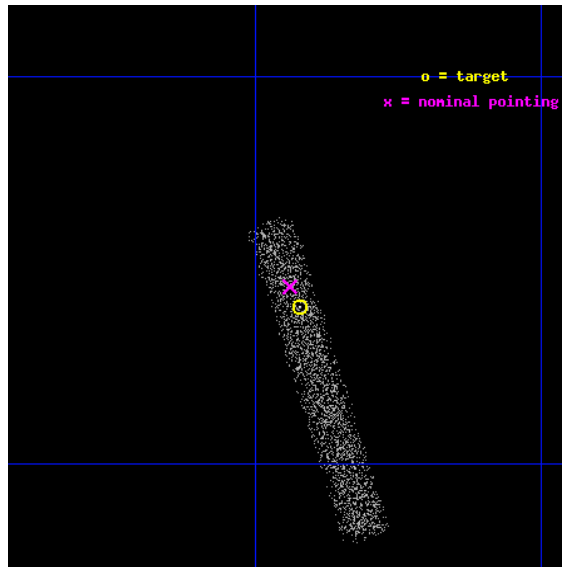 o = target
x = nominal pointing